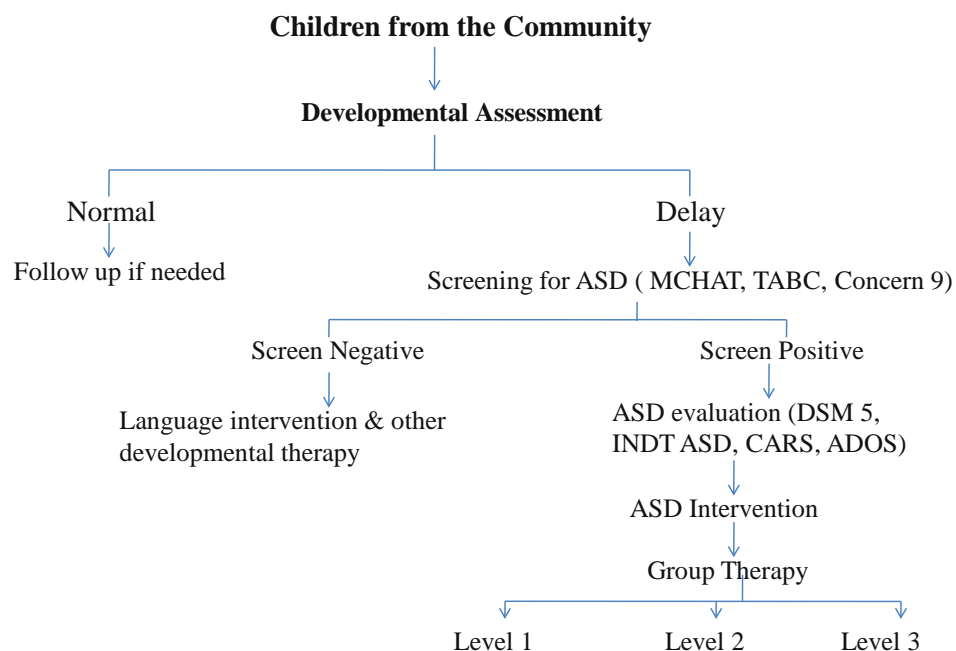 Children from the Community
Developmental Assessment
Normal
Delay
Follow up if needed
Screening for ASD ( MCHAT, TABC, Concern 9)
Screen Negative
Screen Positive
Language intervention & other
developmental therapy
ASD evaluation (DSM 5,
INDT ASD, CARS, ADOS)
ASD Intervention
Group Therapy
Level 1
Level 2
Level 3